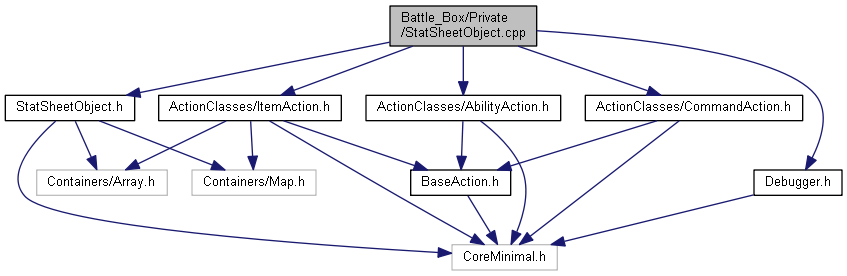 Battle_Box/Private
/StatSheetObject.cpp
StatSheetObject.h
ActionClasses/ItemAction.h
ActionClasses/AbilityAction.h
ActionClasses/CommandAction.h
Containers/Array.h
Containers/Map.h
BaseAction.h
Debugger.h
CoreMinimal.h